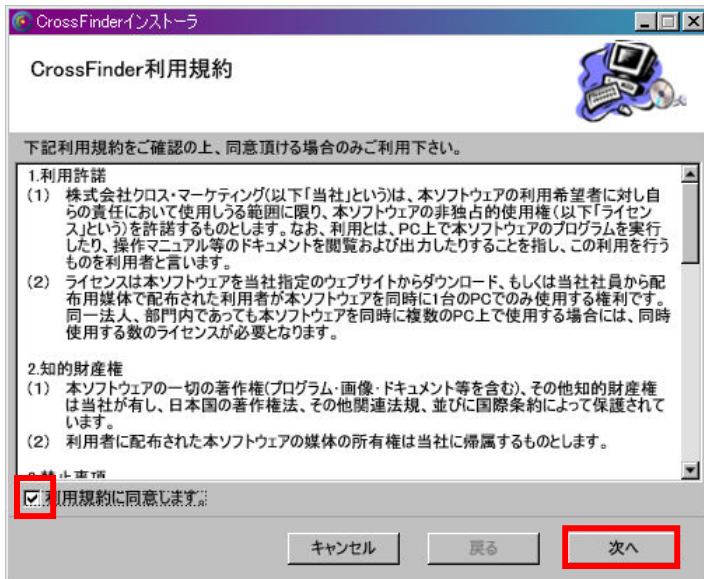 CrossFinderインストーラ
CrossFinder利用規約
下記利用規約をご確認の上、同意頂ける場合のみご利用下さい。
1.利用許諾
(1) 株式会社クロス・マーケティング(以下「当社」という)は、本ソフトウェアの利用希望者に対し自
らの責任において使用しうる範囲に限り、本ソフトウェアの非独占的使用権(以下「ライセン
ス」という)を許諾するものとします。なお、利用とは、PC上で本ソフトウェアのプログラムを実行
したり、操作マニュアル等のドキュメントを閲覧および出力したりすることを指し、この利用を行う
ものを利用者と言います。
(2) ライセンスは本ソフトウェアを当社指定のウェブサイトからダウンロード、もしくは当社社員から配
布用媒体で配布された利用者が本ソフトウェアを同時に1台のPCでのみ使用する権利です。
同一法人、部門内であっても本ソフトウェアを同時に複数のPC上で使用する場合には、同時
使用する数のライセンスが必要となります。
2.知的財産権
(1) 本ソフトウェアの一切の著作権(プログラム・画像・ドキュメント等を含む)、その他知的財産権
は当社が有し、日本国の著作権法、その他関連法規、並びに国際条約によって保護されて
います。
(2) 利用者に配布された本ソフトウェアの媒体の所有権は当社に帰属するものとします。
利用規約に同意します。
キャンセル
戻る
次へ